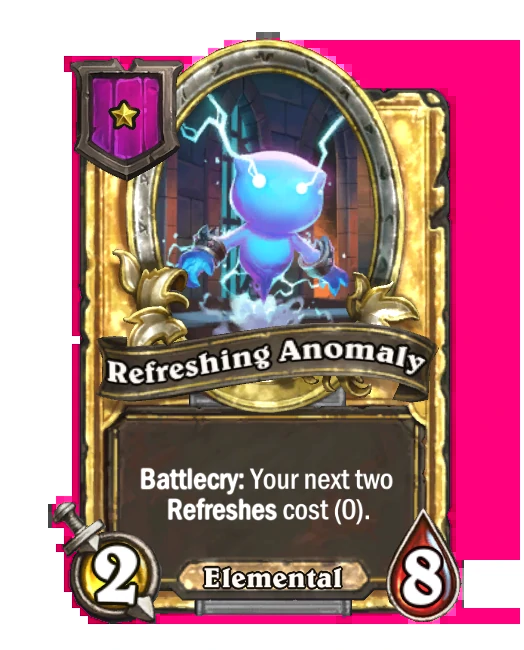 Refreshing Anomaly
Battlecry: Your next two
Refreshes cost (0).
2
Elemental
8